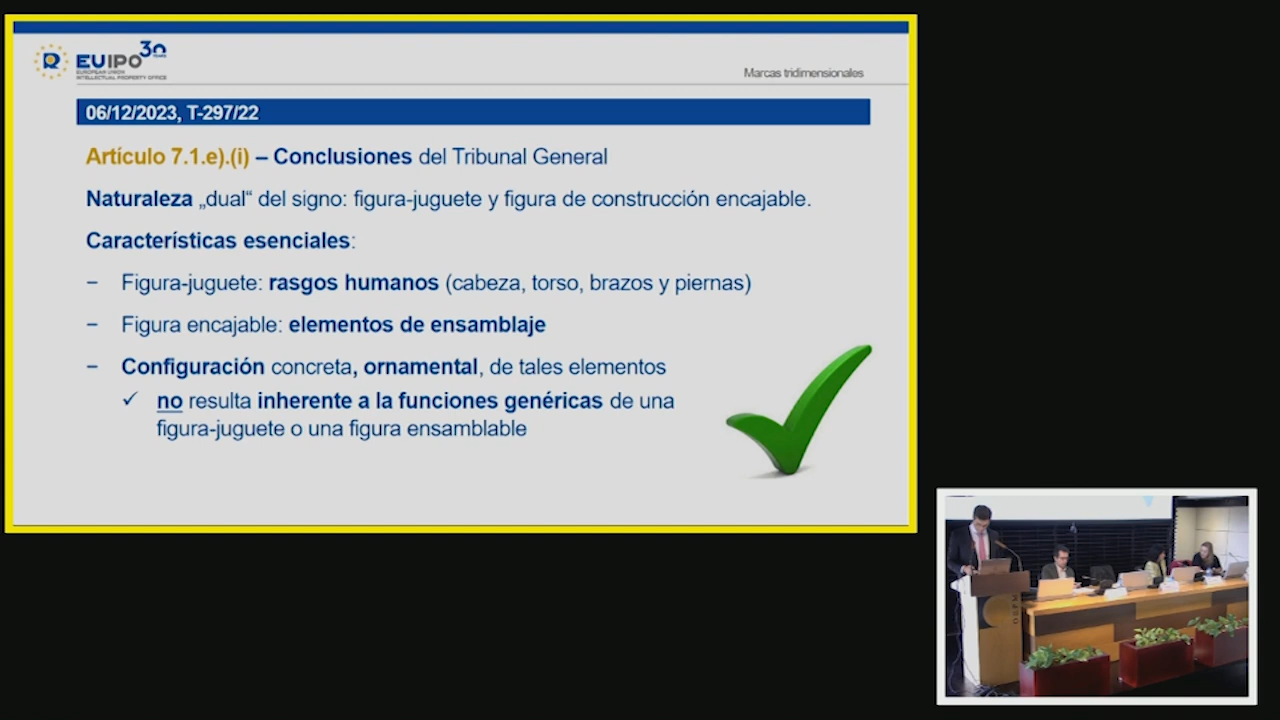 EUIPO 30
YEARS
EUROPEAN UNION
INTELLECTUAL PROPERTY OFFICE
Marcas tridimensionales
06/12/2023, T-297/22
Artículo 7.1.e).(i) – Conclusiones del Tribunal General
Naturaleza „dual“ del signo: figura-juguete y figura de construcción encajable.
Características esenciales:
– Figura-juguete: rasgos humanos (cabeza, torso, brazos y piernas)
– Figura encajable: elementos de ensamblaje
– Configuración concreta, ornamental, de tales elementos
✓ no resulta inherente a la funciones genéricas de una
figura-juguete o una figura ensamblable
OEPM